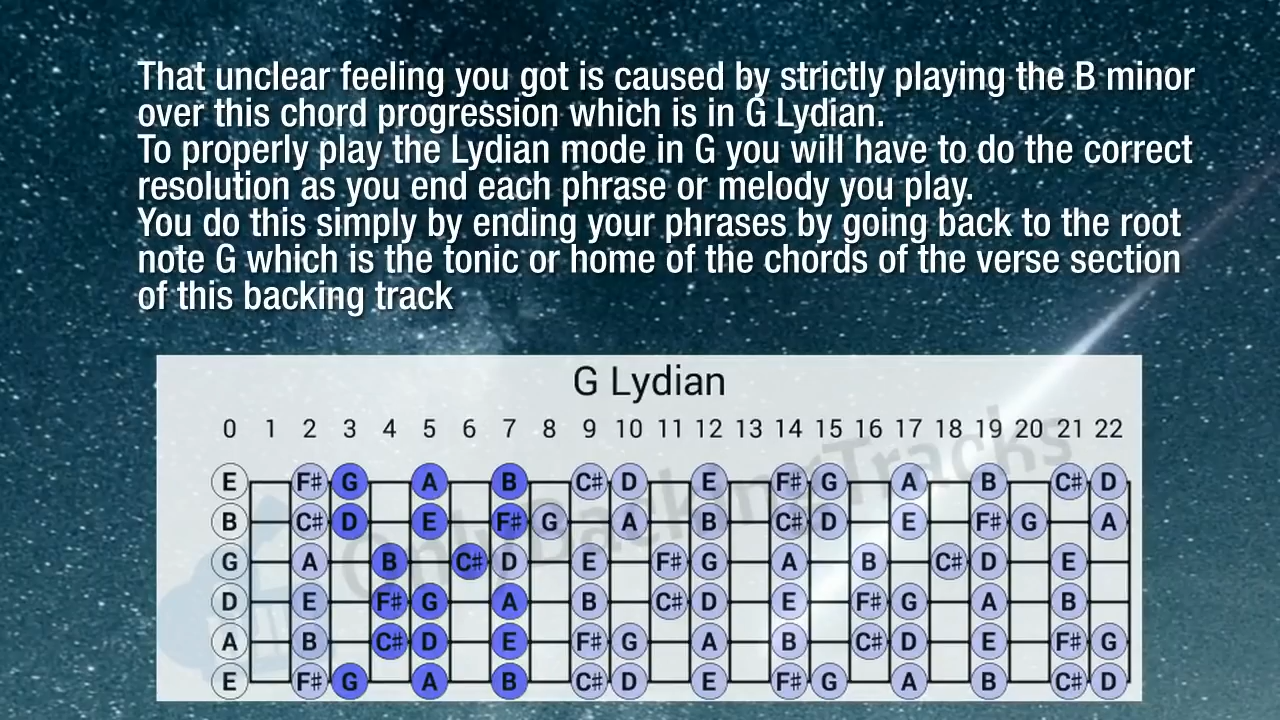 That unclear feeling you got is caused by strictly playing the B minor
over this chord progression which is in G Lydian.
To properly play the Lydian mode in G you will have to do the correct
resolution as you end each phrase or melody you play.
You do this simply by ending your phrases by going back to the root
note G which is the tonic or home of the chords of the verse section
of this backing track
G Lydian
0 1 2 3 4 5 6 7 8 9 10 11 12 13 14 15 16 17 18 19 20 21 22
E F# G A B C# D E F# G A B C# D
B C# D E F# G A B C# D E F# G A
G A B C# D E F# G A B C# D E
D E F# G A B C# D E F# G A B
A B C# D E F# G A B C# D E F# G
E F# G A B C# D E F# G A B C# D
OnlyBackingTracks